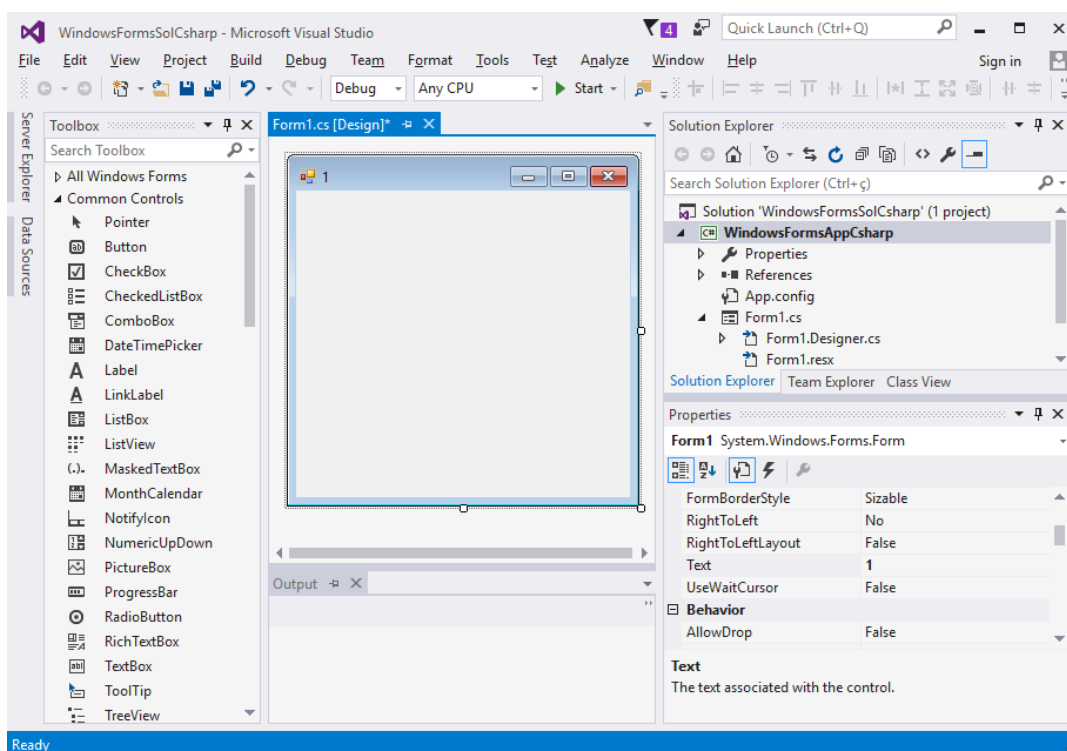 WindowsFormsSolCsharp - Microsoft Visual Studio
4
Quick Launch (Ctrl+Q)
File Edit View Project Build Debug Team Format Tools Test Analyze Window Help Sign in
Debug Any CPU Start
Server Explorer
Data Sources
Toolbox
Search Toolbox
All Windows Forms
Common Controls
Pointer
Button
CheckBox
CheckedListBox
ComboBox
DateTimePicker
Label
LinkLabel
ListBox
ListView
MaskedTextBox
MonthCalendar
NotifyIcon
NumericUpDown
PictureBox
ProgressBar
RadioButton
RichTextBox
TextBox
ToolTip
TreeView
Form1.cs [Design]*
1
Output
Solution Explorer
Search Solution Explorer (Ctrl+ç)
Solution 'WindowsFormsSolCsharp' (1 project)
C# WindowsFormsAppCsharp
Properties
References
App.config
Form1.cs
Form1.Designer.cs
Form1.resx
Solution Explorer Team Explorer Class View
Properties
Form1 System.Windows.Forms.Form
FormBorderStyle Sizable
RightToLeft No
RightToLeftLayout False
Text 1
UseWaitCursor False
Behavior
AllowDrop False
Text
The text associated with the control.
Ready